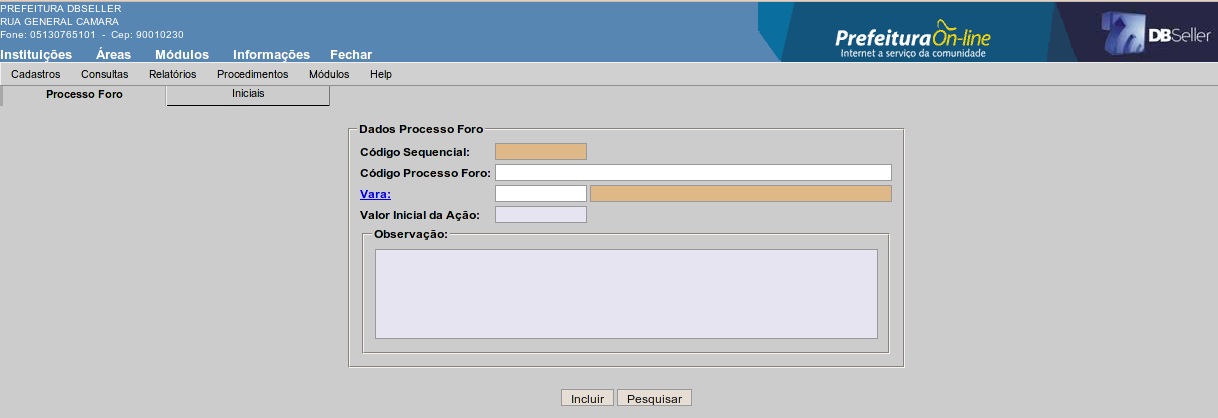 PREFEITURA DBSELLER
RUA GENERAL CAMARA
Fone: 05130765101 - Cep: 90010230
Instituições Áreas Módulos Informações Fechar
Prefeitura On-line
Internet a serviço da comunidade
DBSeller
Cadastros Consultas Relatórios Procedimentos Módulos Help
Processo Foro Iniciais
Dados Processo Foro
Código Sequencial:
Código Processo Foro:
Vara:
Valor Inicial da Ação:
Observação:
Incluir Pesquisar